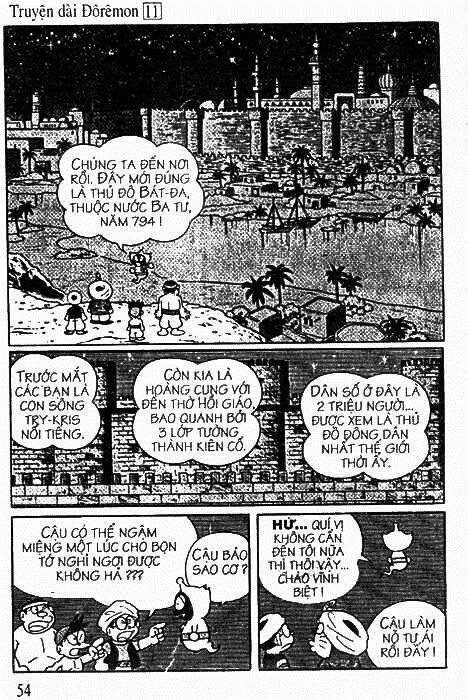 Truyện dài Đôrêmon 11
CHÚNG TA ĐẾN NƠI
RỒI. ĐÂY MỚI ĐÚNG
LÀ THỦ ĐÔ BÁT-ĐA,
THUỘC NƯỚC BA TƯ,
NĂM 794 !
TRƯỚC MẮT
CÁC BẠN LÀ
CON SÔNG
TRY-KRIS
NỔI TIẾNG.
CÒN KIA LÀ
HOÀNG CUNG VỚI
ĐỀN THỜ HỒI GIÁO,
BAO QUANH BỞI
3 LỚP TƯỜNG
THÀNH KIÊN CỐ.
DÂN SỐ Ở ĐÂY LÀ
2 TRIỆU NGƯỜI...
ĐƯỢC XEM LÀ THỦ
ĐÔ ĐÔNG DÂN
NHẤT THẾ GIỚI
THỜI ẤY.
CẬU CÓ THỂ NGẬM
MIỆNG MỘT LÚC CHO BỌN
TỚ NGHỈ NGƠI ĐƯỢC
KHÔNG HẢ ???
CẬU BẢO
SAO CƠ ?
HỨ... QUÍ VỊ
KHÔNG CẦN
ĐẾN TÔI NỮA
THÌ THÔI VẬY...
CHÀO VĨNH
BIỆT !
CẬU LÀM
NÓ TỰ ÁI
RỒI ĐẤY !
54